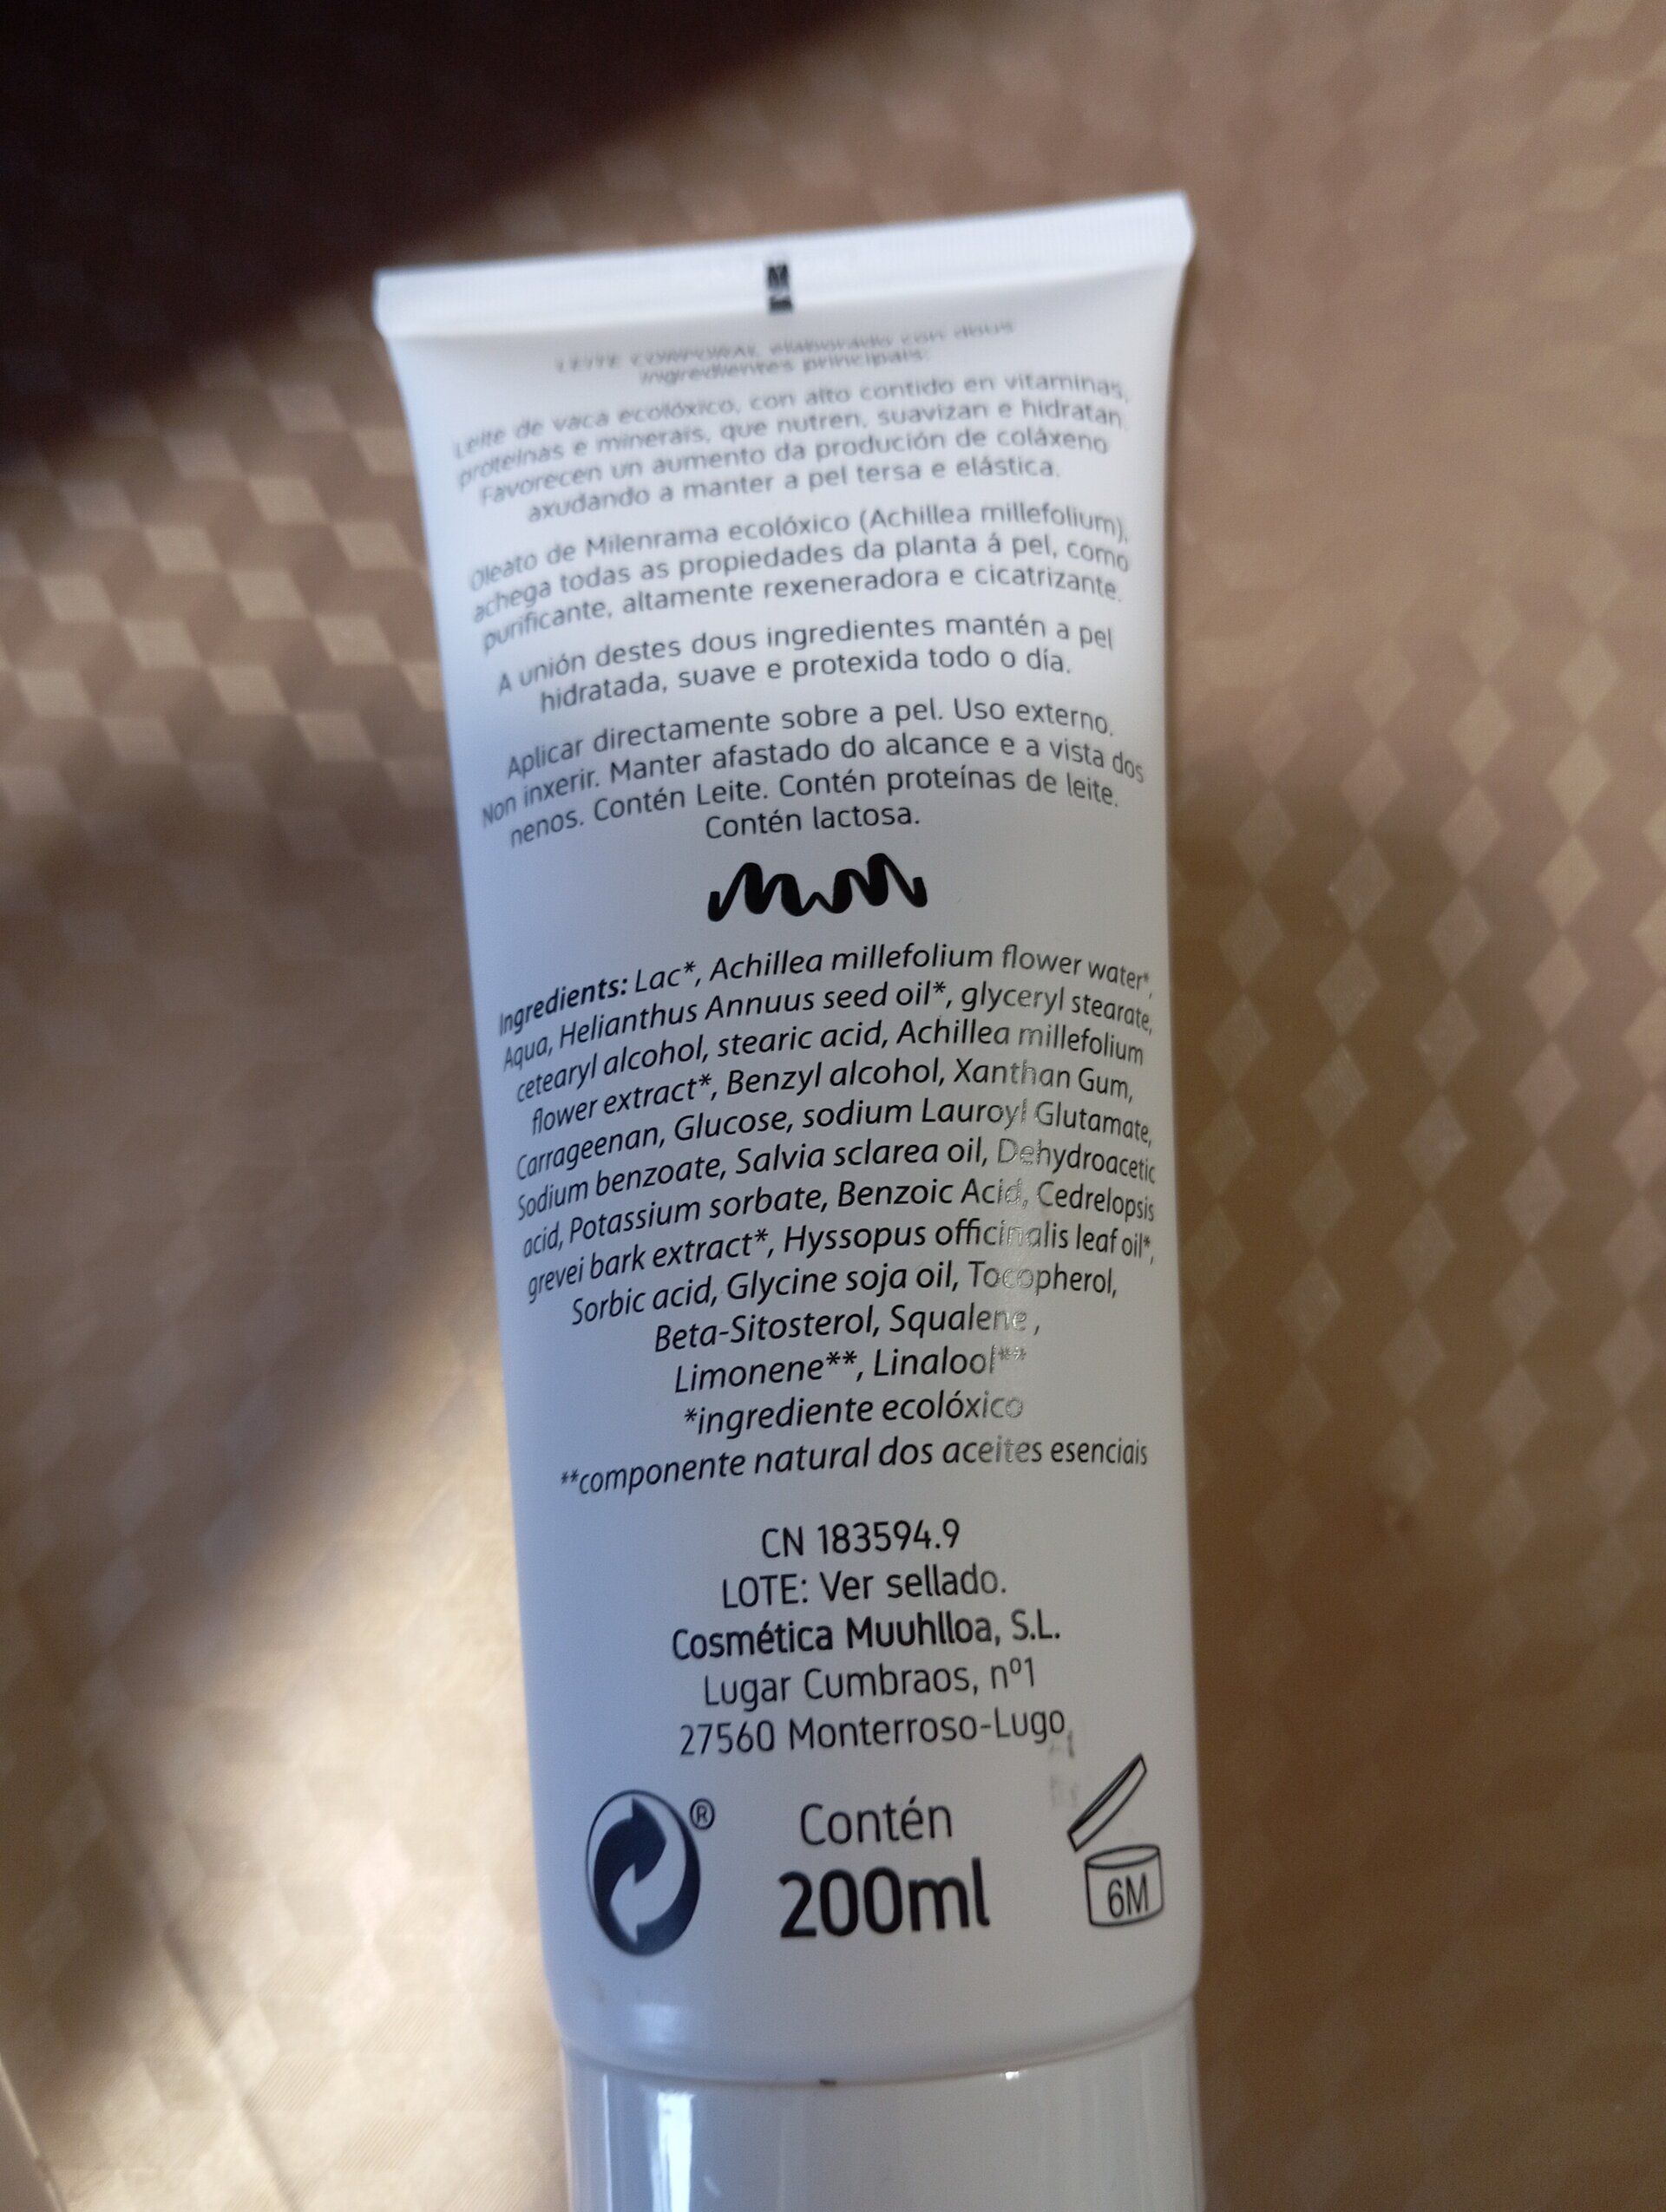 LEITE CORPORAL elaborado con dous
ingredientes principais:
Leite de vaca ecolóxico, con alto contido en vitaminas,
proteínas e minerais, que nutren, suavizan e hidratan.
Favorecen un aumento da produción de coláxeno
axudando a manter a pel tersa e elástica.
Oleato de Milenrama ecolóxico (Achillea millefolium),
achega todas as propiedades da planta á pel, como
purificante, altamente rexeneradora e cicatrizante.
A unión destes dous ingredientes mantén a pel
hidratada, suave e protexida todo o día.
Aplicar directamente sobre a pel. Uso externo.
Non inxerir. Manter afastado do alcance e a vista dos
nenos. Contén Leite. Contén proteínas de leite.
Contén lactosa.
Ingredients: Lac*, Achillea millefolium flower water*,
Aqua, Helianthus Annuus seed oil*, glyceryl stearate,
cetearyl alcohol, stearic acid, Achillea millefolium
flower extract*, Benzyl alcohol, Xanthan Gum,
Carrageenan, Glucose, sodium Lauroyl Glutamate,
Sodium benzoate, Salvia sclarea oil, Dehydroacetic
acid, Potassium sorbate, Benzoic Acid, Cedrelopsis
grevei bark extract*, Hyssopus officinalis leaf oil*,
Sorbic acid, Glycine soja oil, Tocopherol,
Beta-Sitosterol, Squalene ,
Limonene**, Linalool**
*ingrediente ecolóxico
**componente natural dos aceites esenciais
CN 183594.9
LOTE: Ver sellado.
Cosmética Muuhlloa, S.L.
Lugar Cumbraos, nº1
27560 Monterroso-Lugo
®
Contén
200ml
6M